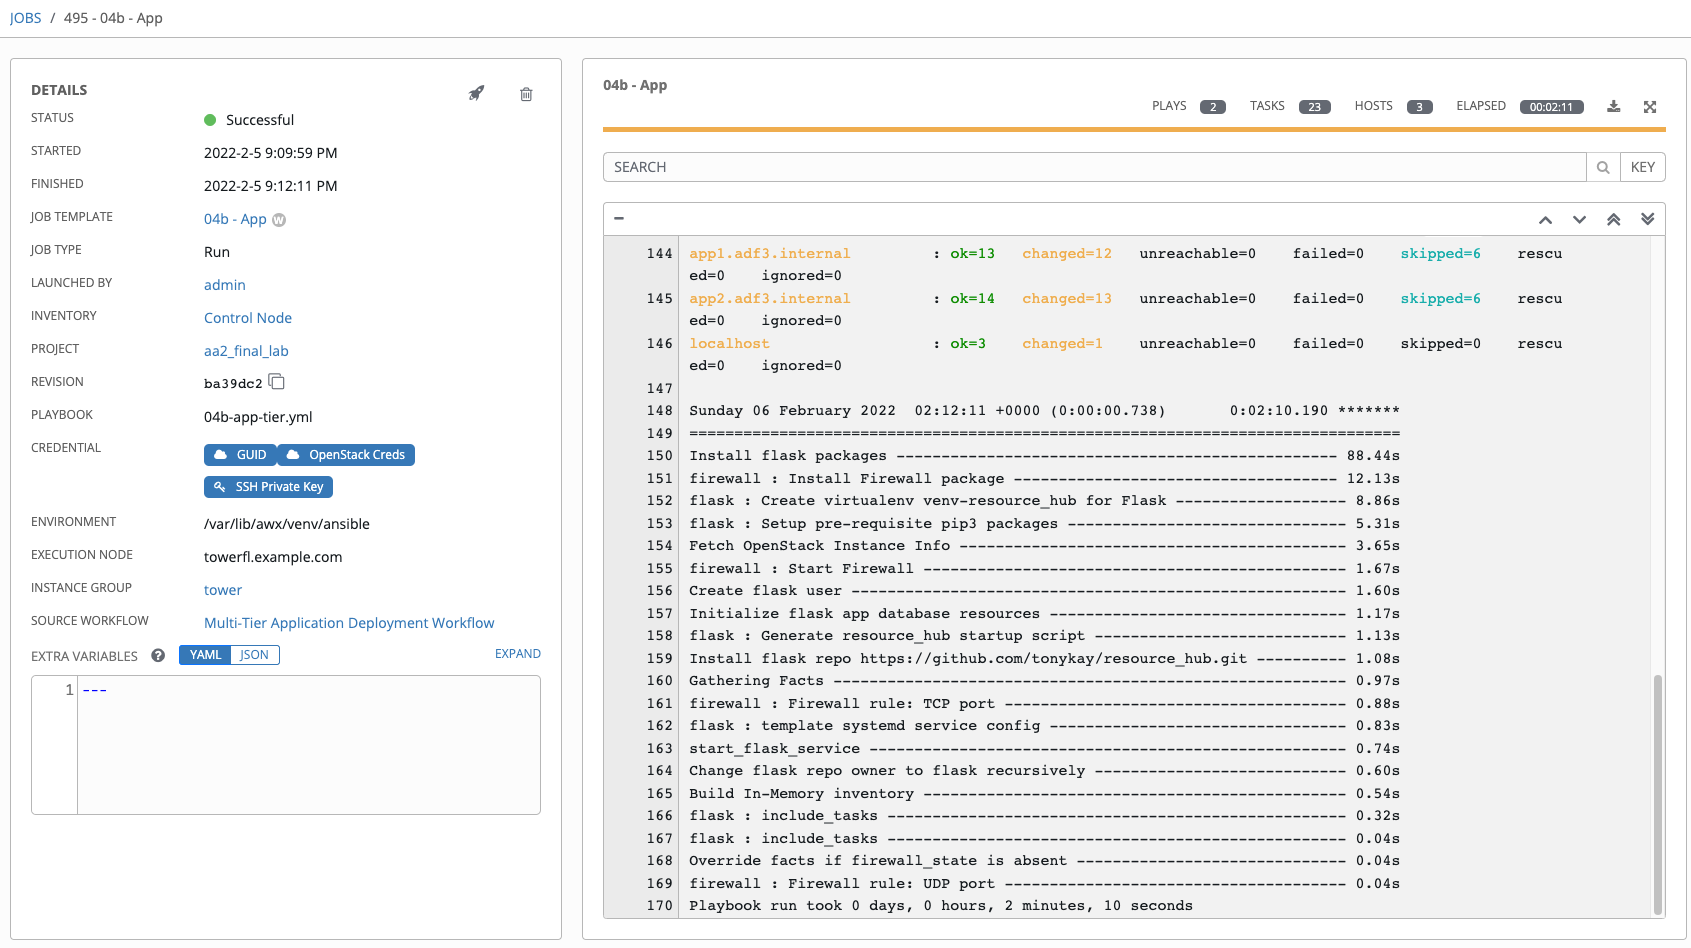 JOBS / 495 - 04b - App
DETAILS
STATUS Successful
STARTED 2022-2-5 9:09:59 PM
FINISHED 2022-2-5 9:12:11 PM
JOB TEMPLATE 04b - App W
JOB TYPE Run
LAUNCHED BY admin
INVENTORY Control Node
PROJECT aa2_final_lab
REVISION ba39dc2
PLAYBOOK 04b-app-tier.yml
CREDENTIAL GUID OpenStack Creds
SSH Private Key
ENVIRONMENT /var/lib/awx/venv/ansible
EXECUTION NODE towerfl.example.com
INSTANCE GROUP tower
SOURCE WORKFLOW Multi-Tier Application Deployment Workflow
EXTRA VARIABLES ? YAML JSON EXPAND
1 ---
04b - App
PLAYS 2 TASKS 23 HOSTS 3 ELAPSED 00:02:11
SEARCH KEY
144 app1.adf3.internal : ok=13 changed=12 unreachable=0 failed=0 skipped=6 rescu
ed=0 ignored=0
145 app2.adf3.internal : ok=14 changed=13 unreachable=0 failed=0 skipped=6 rescu
ed=0 ignored=0
146 localhost : ok=3 changed=1 unreachable=0 failed=0 skipped=0 rescu
ed=0 ignored=0
147
148 Sunday 06 February 2022 02:12:11 +0000 (0:00:00.738) 0:02:10.190 *******
149 ===============================================================================
150 Install flask packages ------------------------------------------------- 88.44s
151 firewall : Install Firewall package ------------------------------------ 12.13s
152 flask : Create virtualenv venv-resource_hub for Flask ------------------- 8.86s
153 flask : Setup pre-requisite pip3 packages ------------------------------- 5.31s
154 Fetch OpenStack Instance Info ------------------------------------------- 3.65s
155 firewall : Start Firewall ----------------------------------------------- 1.67s
156 Create flask user ------------------------------------------------------- 1.60s
157 Initialize flask app database resources --------------------------------- 1.17s
158 flask : Generate resource_hub startup script ---------------------------- 1.13s
159 Install flask repo https://github.com/tonykay/resource_hub.git ---------- 1.08s
160 Gathering Facts --------------------------------------------------------- 0.97s
161 firewall : Firewall rule: TCP port -------------------------------------- 0.88s
162 flask : template systemd service config --------------------------------- 0.83s
163 start_flask_service ----------------------------------------------------- 0.74s
164 Change flask repo owner to flask recursively ---------------------------- 0.60s
165 Build In-Memory inventory ----------------------------------------------- 0.54s
166 flask : include_tasks --------------------------------------------------- 0.32s
167 flask : include_tasks --------------------------------------------------- 0.04s
168 Override facts if firewall_state is absent ------------------------------ 0.04s
169 firewall : Firewall rule: UDP port -------------------------------------- 0.04s
170 Playbook run took 0 days, 0 hours, 2 minutes, 10 seconds